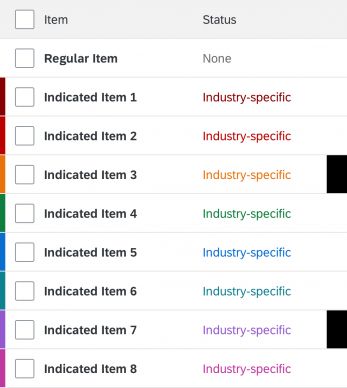 Item Status
Regular Item None
Indicated Item 1 Industry-specific
Indicated Item 2 Industry-specific
Indicated Item 3 Industry-specific
Indicated Item 4 Industry-specific
Indicated Item 5 Industry-specific
Indicated Item 6 Industry-specific
Indicated Item 7 Industry-specific
Indicated Item 8 Industry-specific